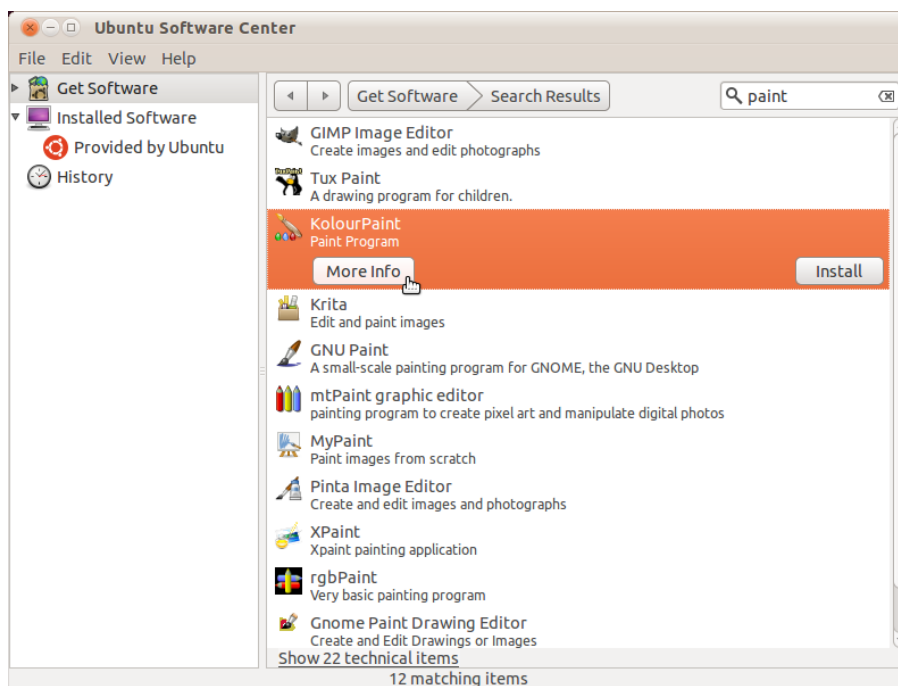 Ubuntu Software Center
File Edit View Help
Get Software
Installed Software
Provided by Ubuntu
History
Get Software Search Results paint
GIMP Image Editor
Create images and edit photographs
Tux Paint
A drawing program for children.
KolourPaint
Paint Program
More Info Install
Krita
Edit and paint images
GNU Paint
A small-scale painting program for GNOME, the GNU Desktop
mtPaint graphic editor
painting program to create pixel art and manipulate digital photos
MyPaint
Paint images from scratch
Pinta Image Editor
Create and edit images and photographs
XPaint
Xpaint painting application
rgbPaint
Very basic painting program
Gnome Paint Drawing Editor
Create and Edit Drawings or Images
Show 22 technical items
12 matching items